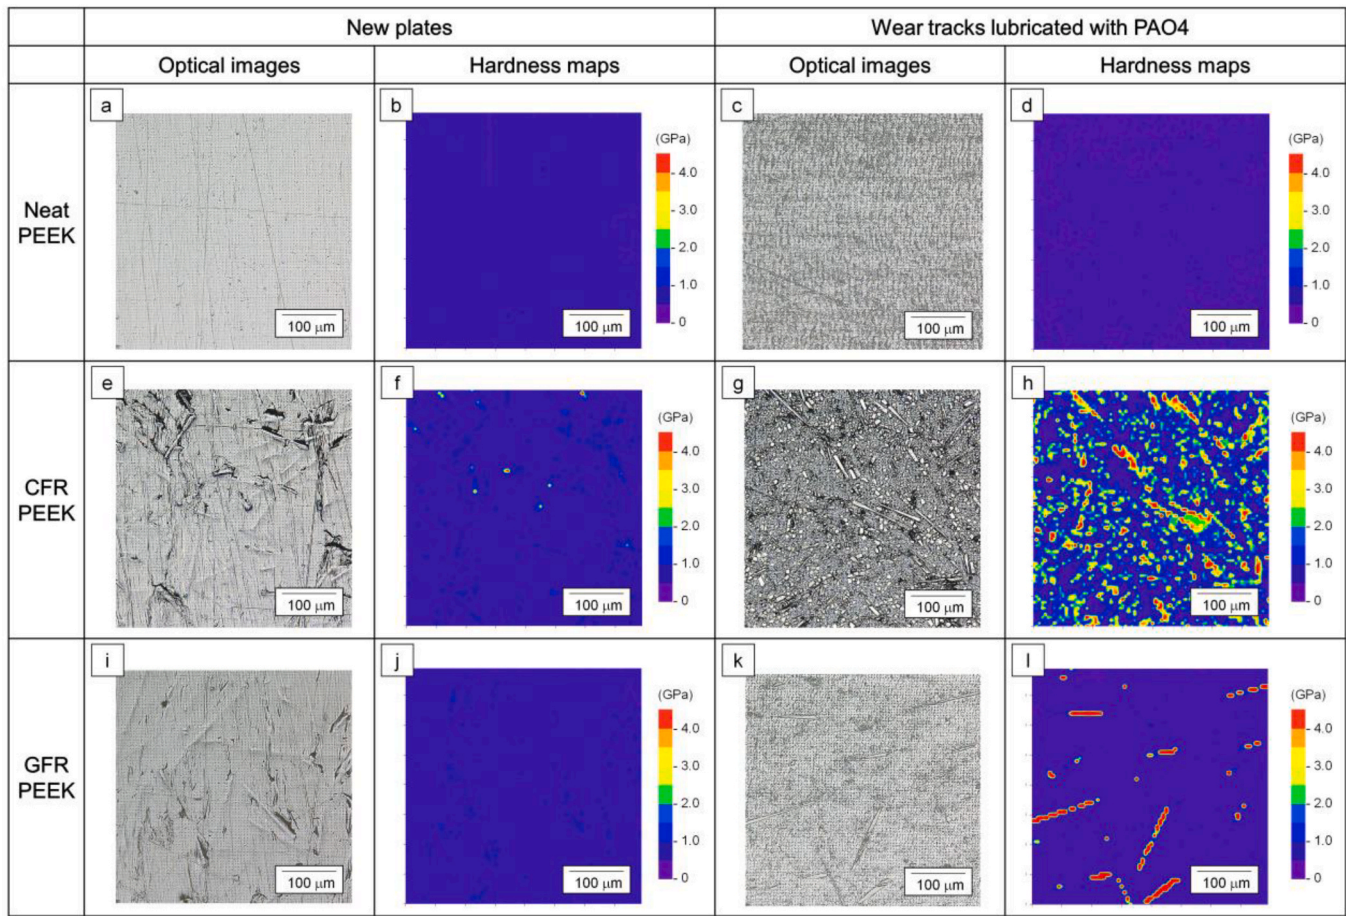 New plates
Wear tracks lubricated with PAO4
Optical images
Hardness maps
Optical images
Hardness maps
Neat
PEEK
a
100 μm
b
100 μm
(GPa)
4.0
3.0
2.0
1.0
0
c
100 μm
d
100 μm
(GPa)
4.0
3.0
2.0
1.0
0
CFR
PEEK
e
100 μm
f
100 μm
(GPa)
4.0
3.0
2.0
1.0
0
g
100 μm
h
100 μm
(GPa)
4.0
3.0
2.0
1.0
0
GFR
PEEK
i
100 μm
j
100 μm
(GPa)
4.0
3.0
2.0
1.0
0
k
100 μm
l
100 μm
(GPa)
4.0
3.0
2.0
1.0
0